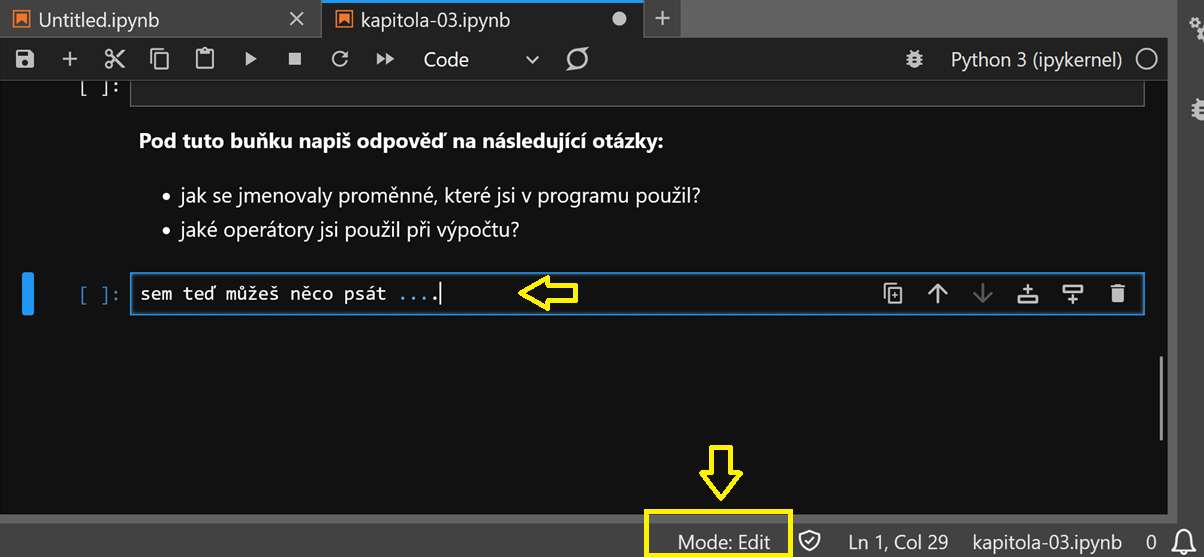 Untitled.ipynb
kapitola-03.ipynb
Code
Python 3 (ipykernel)
[ ]:
Pod tuto buňku napiš odpověď na následující otázky:
• jak se jmenovaly proměnné, které jsi v programu použil?
• jaké operátory jsi použil při výpočtu?
[ ]: sem teď můžeš něco psát ....
Mode: Edit Ln 1, Col 29 kapitola-03.ipynb 0